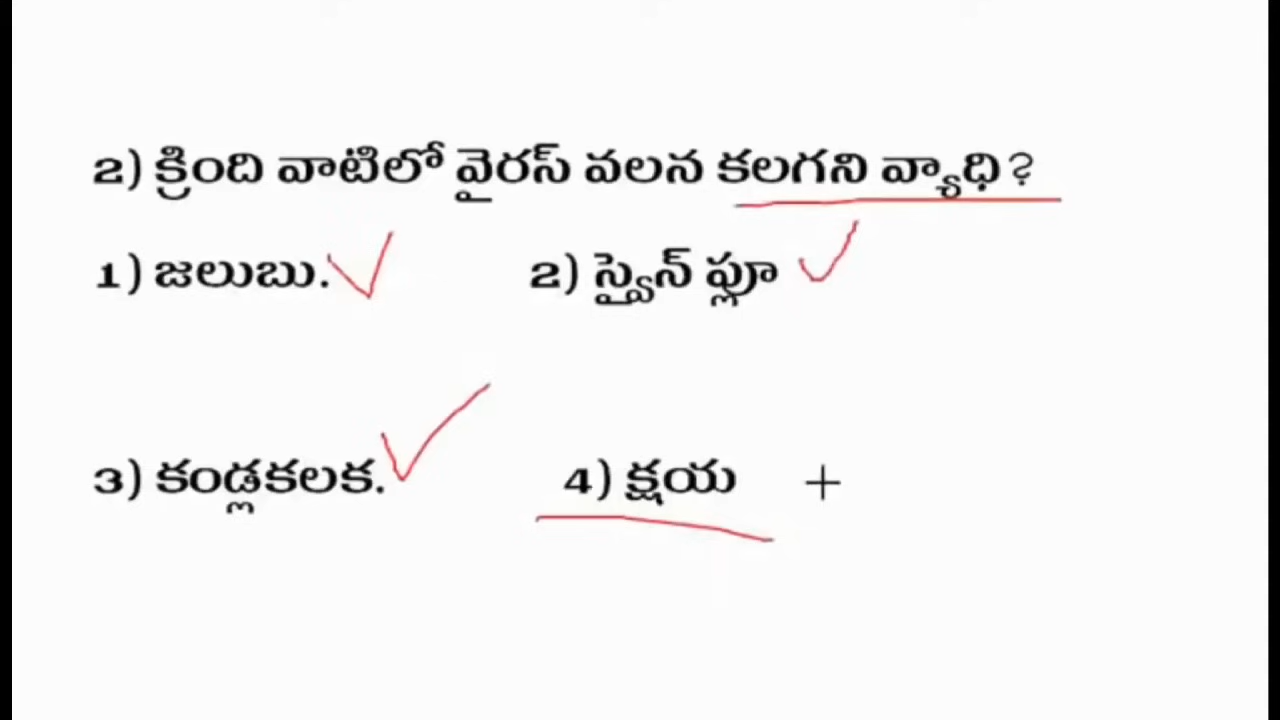 2) క్రింది వాటిలో వైరస్ వలన కలగని వ్యాధి?
1) జలుబు. 2) స్వైన్ ఫ్లూ
3) కండ్లకలక. 4) క్షయ +